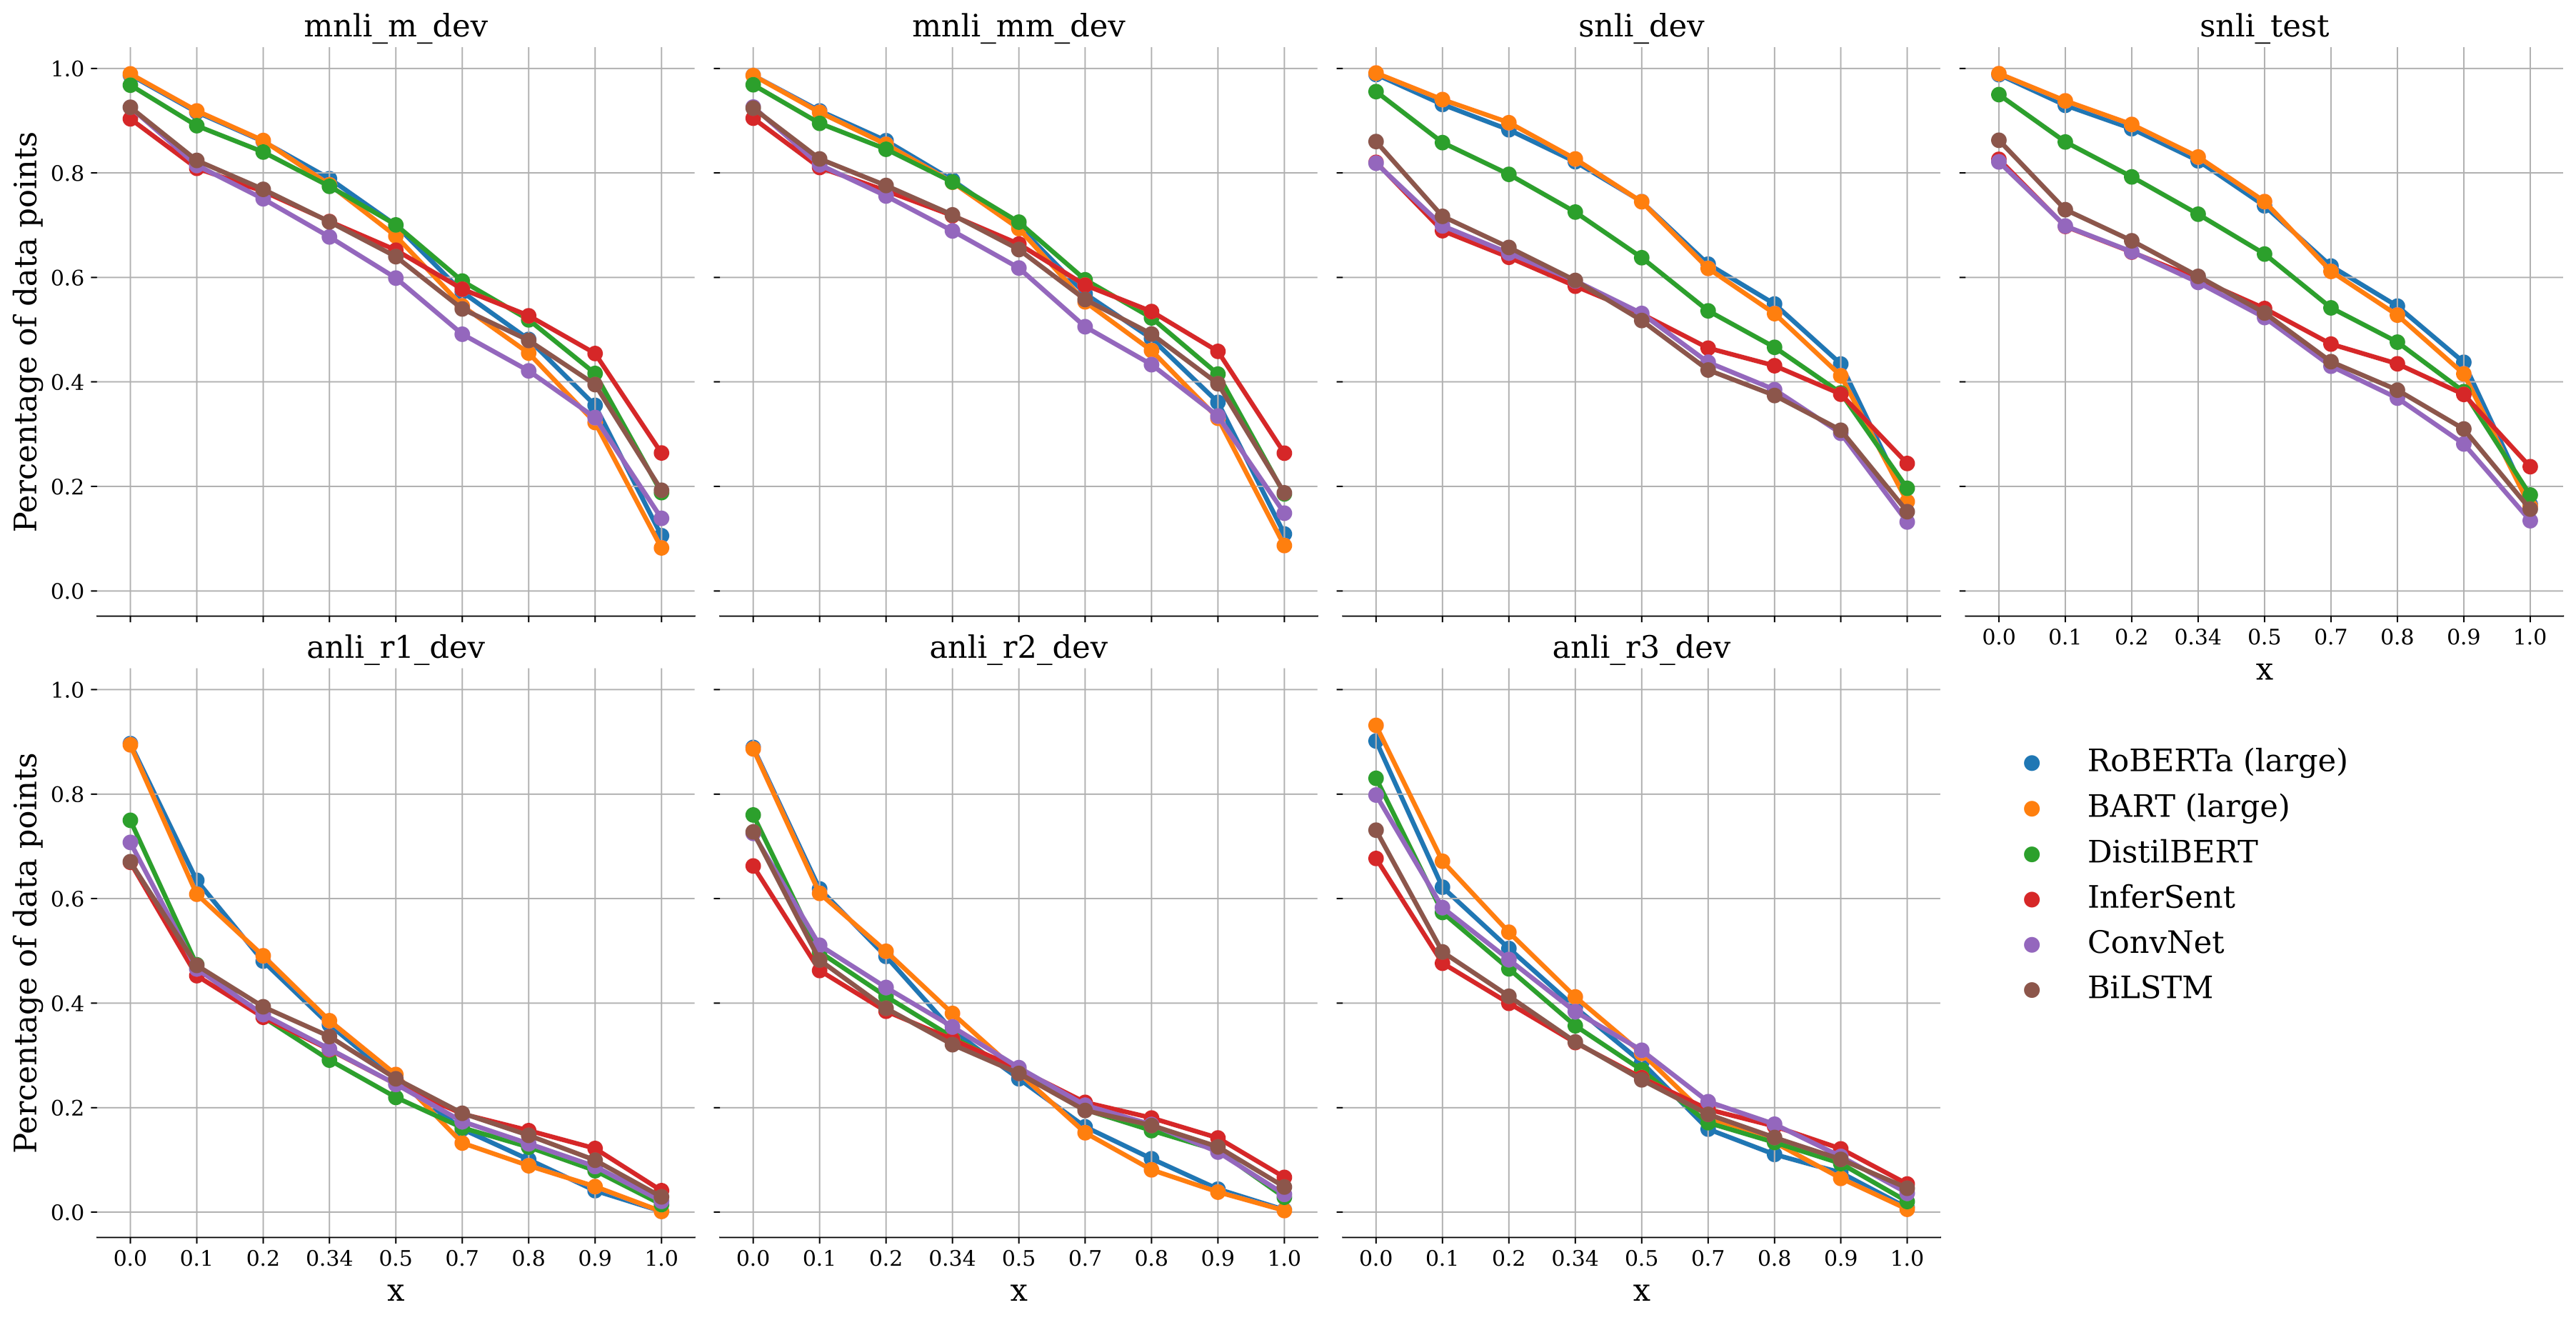 mnli_m_dev
mnli_mm_dev
snli_dev
snli_test
Percentage of data points
1.0
0.8
0.6
0.4
0.2
0.0
0.0 0.1 0.2 0.34 0.5 0.7 0.8 0.9 1.0
x
anli_r1_dev
anli_r2_dev
anli_r3_dev
Percentage of data points
1.0
0.8
0.6
0.4
0.2
0.0
0.0 0.1 0.2 0.34 0.5 0.7 0.8 0.9 1.0
x
0.0 0.1 0.2 0.34 0.5 0.7 0.8 0.9 1.0
x
0.0 0.1 0.2 0.34 0.5 0.7 0.8 0.9 1.0
x
RoBERTa (large)
BART (large)
DistilBERT
InferSent
ConvNet
BiLSTM